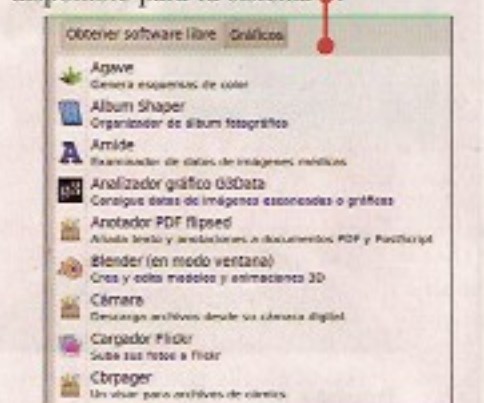 Obtener software libre Gráficos
Agave
Genera esquemas de color
Album Shaper
Organizador de álbum fotográfico
Amide
Examinador de datos de imágenes médicas
Analizador gráfico G3Data
Consigue datos de imágenes escaneadas o gráficos
Anotador PDF flipsed
Añada texto y anotaciones a documentos PDF y PostScript
Blender (en modo ventana)
Crea y edita modelos y animaciones 3D
Cámara
Descarga archivos desde su cámara digital
Cargador Flickr
Suba sus fotos a Flickr
Cbrpager
Un visor para archivos de cómics